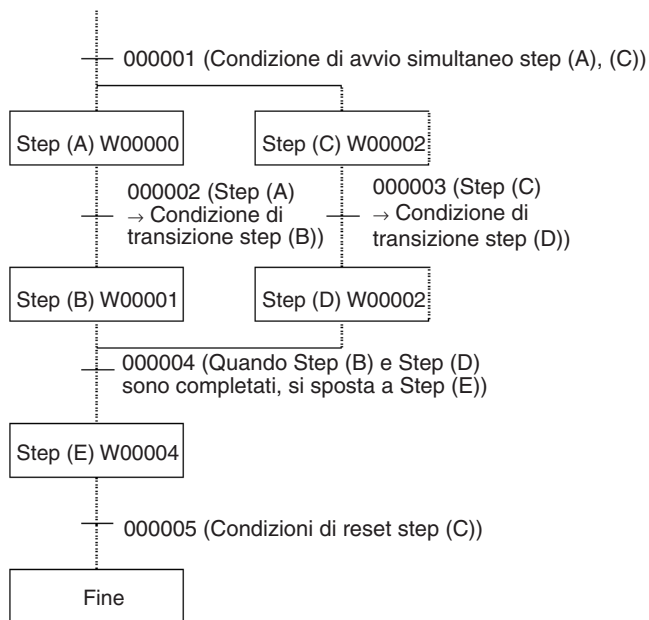 000001 (Condizione di avvio simultaneo step (A), (C))
Step (A) W00000
Step (C) W00002
000002 (Step (A)
→ Condizione di
transizione step (B))
000003 (Step (C)
→ Condizione di
transizione step (D))
Step (B) W00001
Step (D) W00002
000004 (Quando Step (B) e Step (D)
sono completati, si sposta a Step (E))
Step (E) W00004
000005 (Condizioni di reset step (C))
Fine